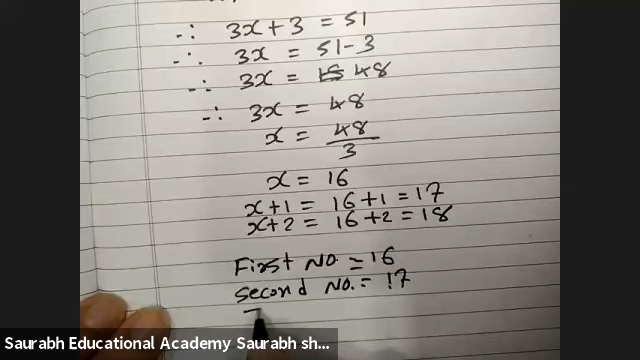 ∴ 3x + 3 = 51
∴ 3x = 51 - 3
∴ 3x = 48
∴ 3x = 48
x = 48/3
x = 16
x+1 = 16+1 = 17
x+2 = 16+2 = 18
First No. = 16
Second No. = 17
Saurabh Educational Academy Saurabh sh...